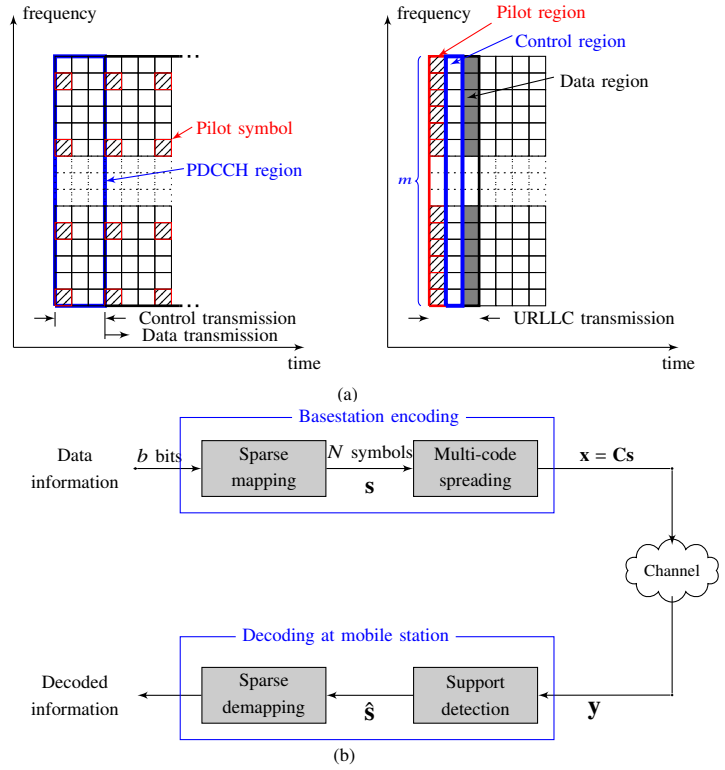 frequency
Pilot symbol
PDCCH region
Control transmission
Data transmission
time
frequency
Pilot region
Control region
Data region
m
URLLC transmission
time
(a)
Basestation encoding
Data
information
b bits
Sparse
mapping
N symbols
s
Multi-code
spreading
x = Cs
Channel
Decoding at mobile station
Decoded
information
Sparse
demapping
ŝ
Support
detection
y
(b)